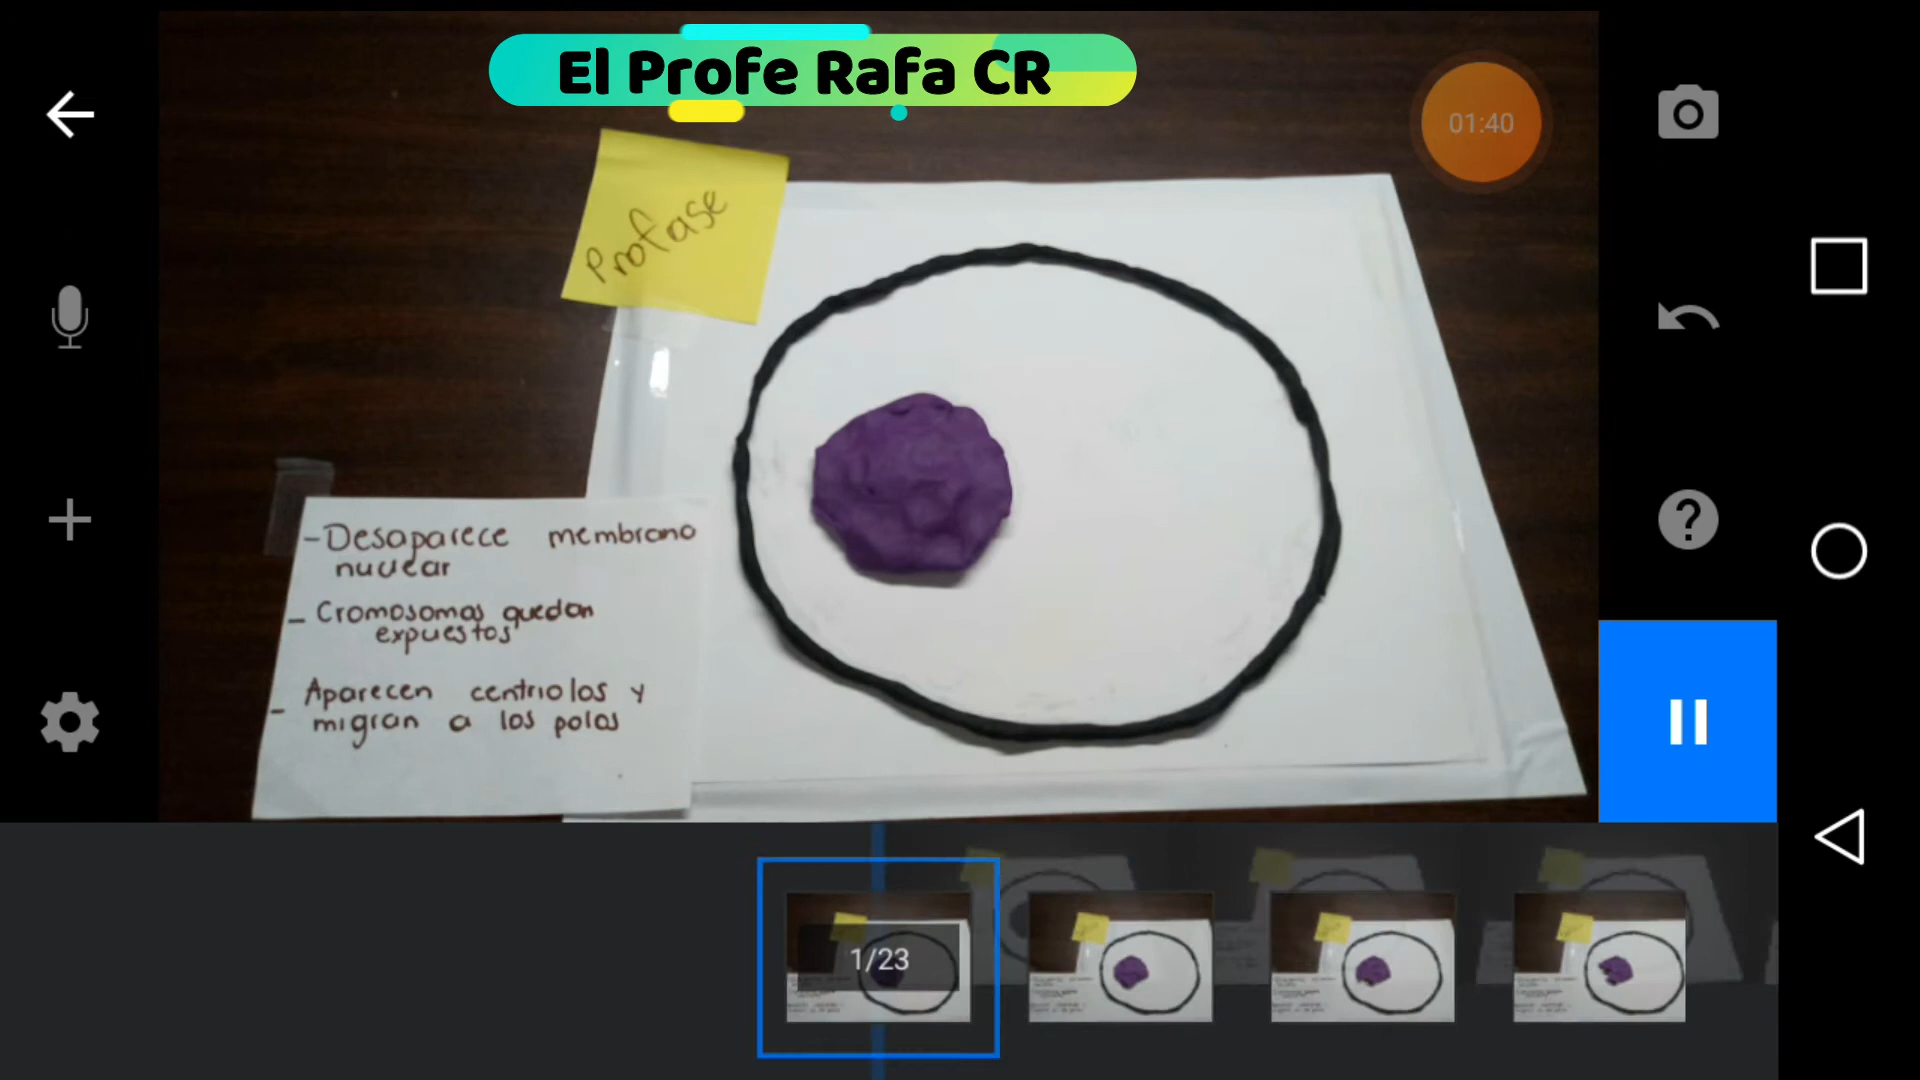 El Profe Rafa CR
01:40
Profase
- Desaparece membrana
nuclear
- Cromosomas quedan
expuestos
- Aparecen centriolos y
migran a los polos
1/23